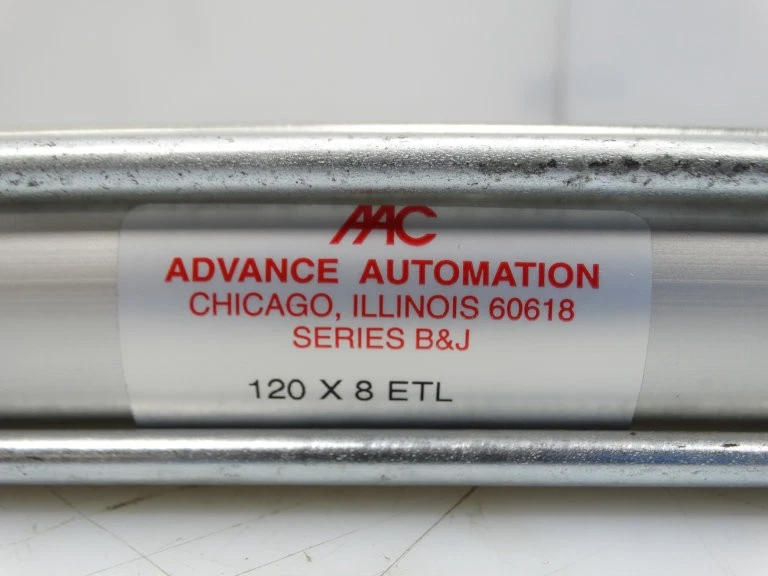 AAC
ADVANCE AUTOMATION
CHICAGO, ILLINOIS 60618
SERIES B&J
120 X 8 ETL